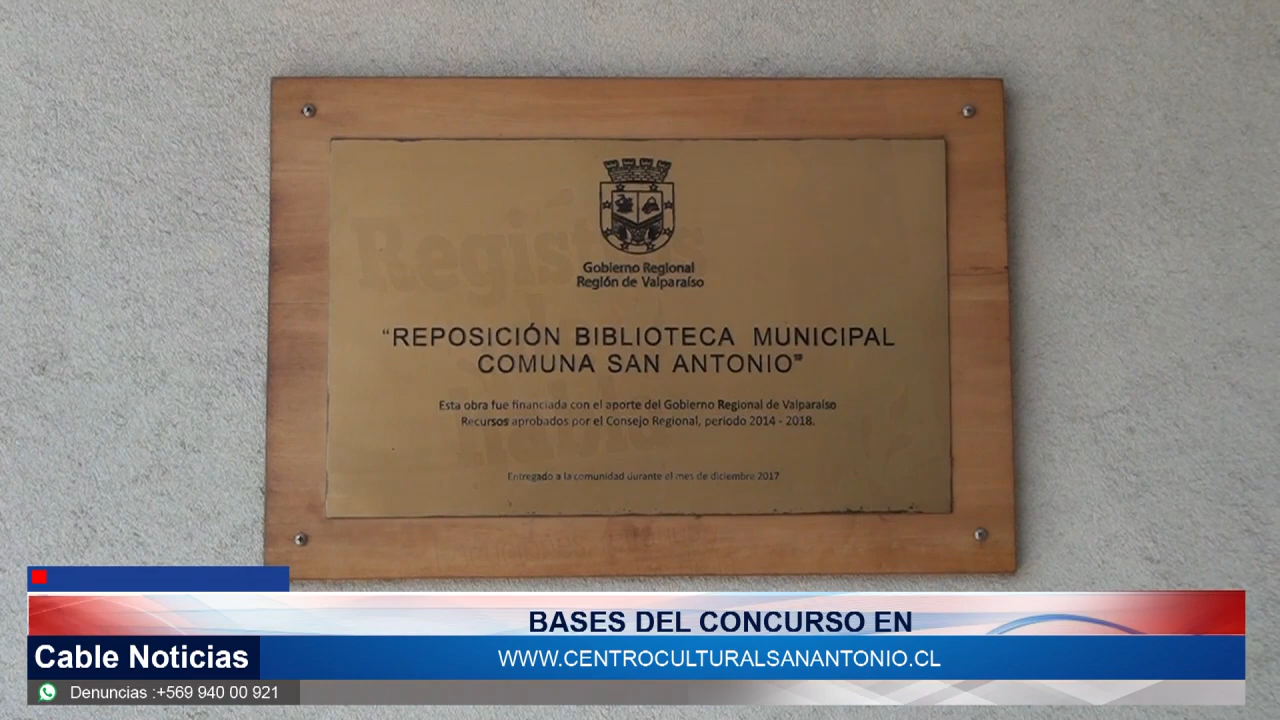 Gobierno Regional
Región de Valparaíso
“REPOSICIÓN BIBLIOTECA MUNICIPAL
COMUNA SAN ANTONIO”
Esta obra fue financiada con el aporte del Gobierno Regional de Valparaíso
Recursos aprobados por el Consejo Regional, período 2014 - 2018.
Entregado a la comunidad durante el mes de diciembre 2017
BASES DEL CONCURSO EN
WWW.CENTROCULTURALSANANTONIO.CL
Cable Noticias
Denuncias :+569 940 00 921